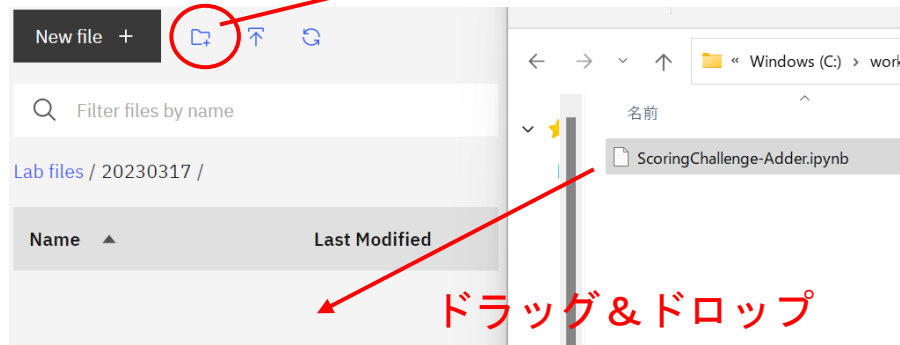 New file +
Filter files by name
Lab files / 20230317 /
Name
Last Modified
« Windows (C:) › work
名前
ScoringChallenge-Adder.ipynb
ドラッグ＆ドロップ